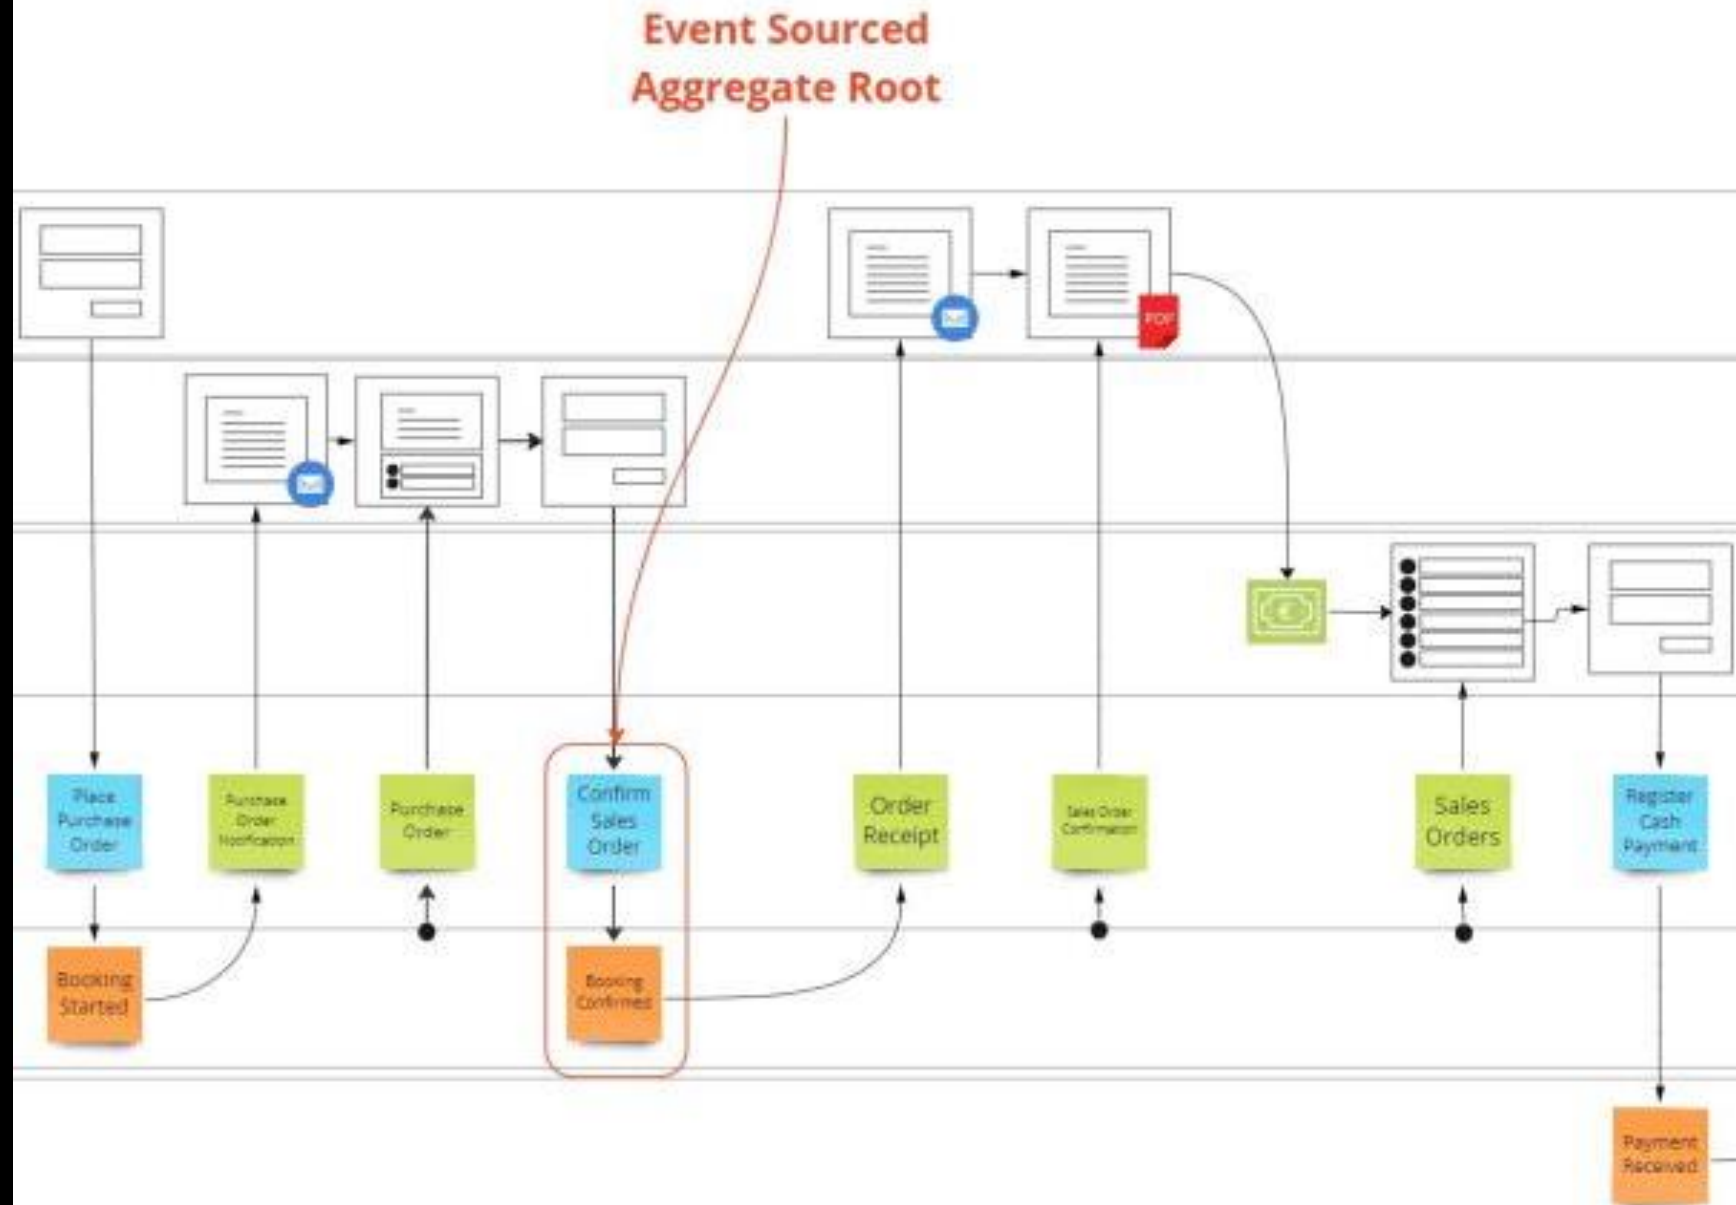 Event Sourced
Aggregate Root
PDF
Place
Purchase
Order
Purchase
Order
Notification
Purchase
Order
Confirm
Sales
Order
Order
Receipt
Sales Order
Confirmation
Sales
Orders
Register
Cash
Payment
Booking
Started
Booking
Confirmed
Payment
Received